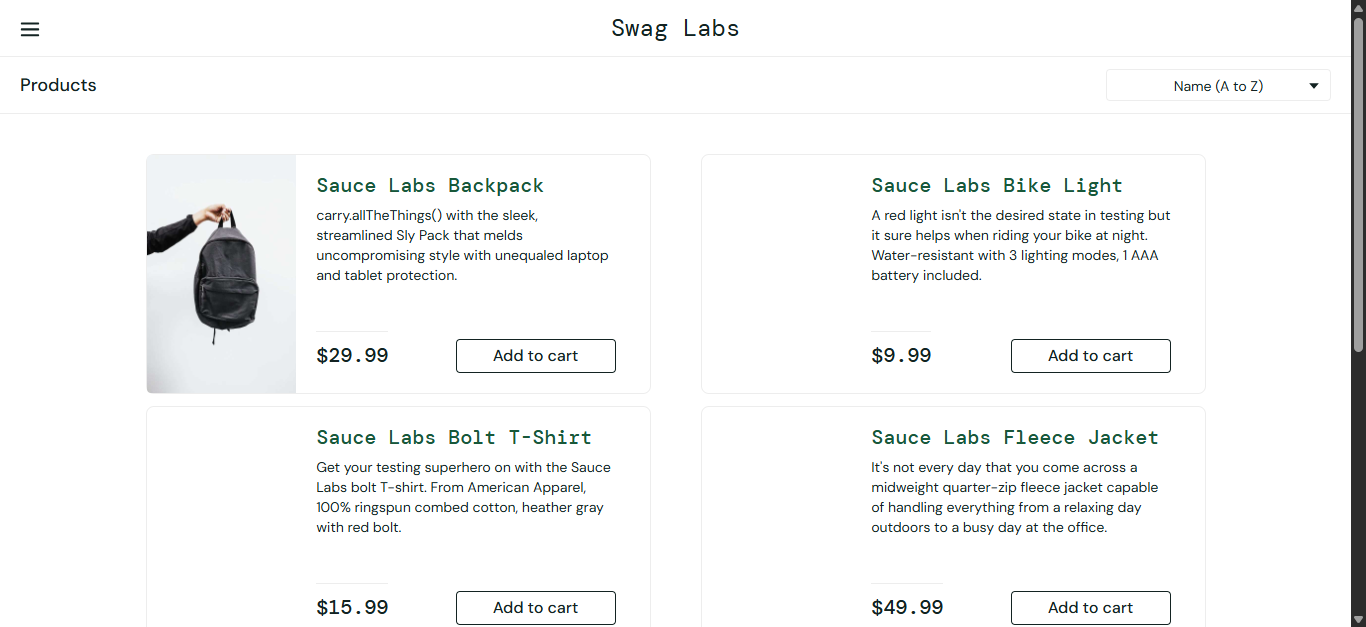 Swag Labs
Products
Name (A to Z)
Sauce Labs Backpack
carry.allTheThings() with the sleek,
streamlined Sly Pack that melds
uncompromising style with unequaled laptop
and tablet protection.
$29.99
Add to cart
Sauce Labs Bike Light
A red light isn't the desired state in testing but
it sure helps when riding your bike at night.
Water-resistant with 3 lighting modes, 1 AAA
battery included.
$9.99
Add to cart
Sauce Labs Bolt T-Shirt
Get your testing superhero on with the Sauce
Labs bolt T-shirt. From American Apparel,
100% ringspun combed cotton, heather gray
with red bolt.
$15.99
Add to cart
Sauce Labs Fleece Jacket
It's not every day that you come across a
midweight quarter-zip fleece jacket capable
of handling everything from a relaxing day
outdoors to a busy day at the office.
$49.99
Add to cart